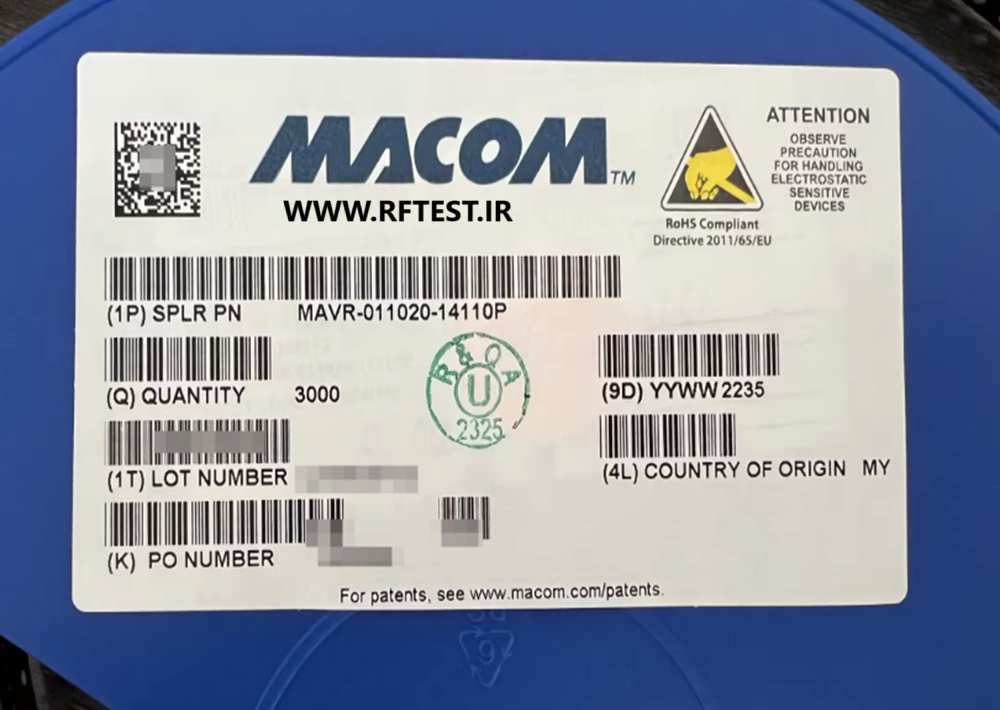 MACOM™
WWW.RFTEST.IR
ATTENTION
OBSERVE
PRECAUTION
FOR HANDLING
ELECTROSTATIC
SENSITIVE
DEVICES
RoHS Compliant
Directive 2011/65/EU
(1P) SPLR PN MAVR-011020-14110P
(Q) QUANTITY 3000
R & Q A
U
2325
(9D) YYWW 2235
(1T) LOT NUMBER
(4L) COUNTRY OF ORIGIN MY
(K) PO NUMBER
For patents, see www.macom.com/patents.
6